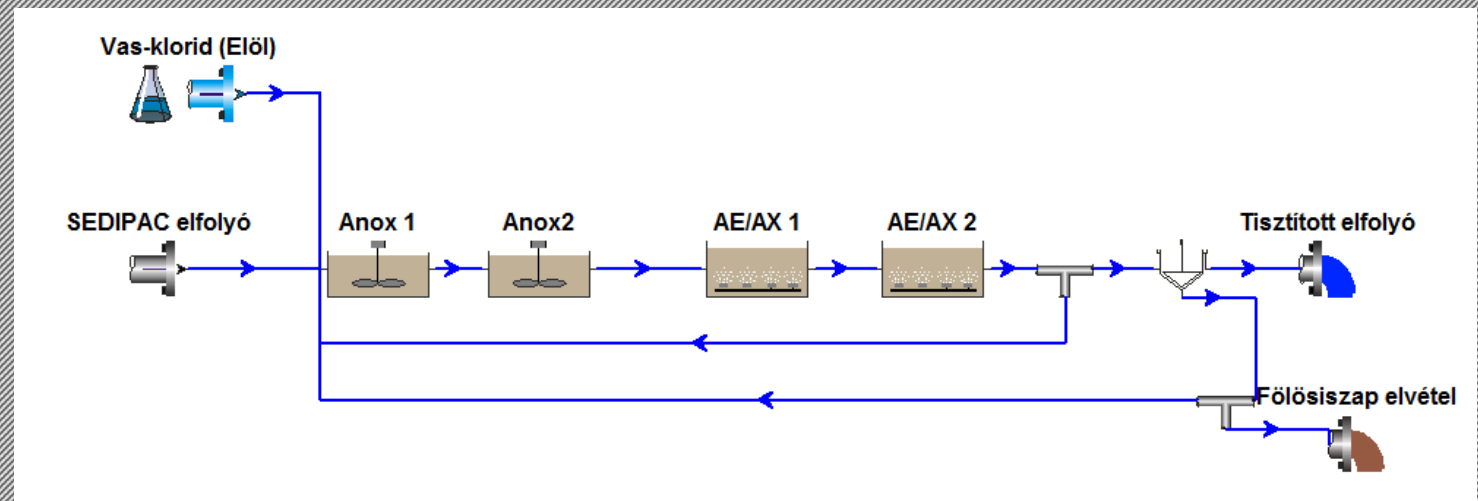 Vas-klorid (Elöl)
SEDIPAC elfolyó
Anox 1
Anox2
AE/AX 1
AE/AX 2
Tisztított elfolyó
Fölösiszap elvétel